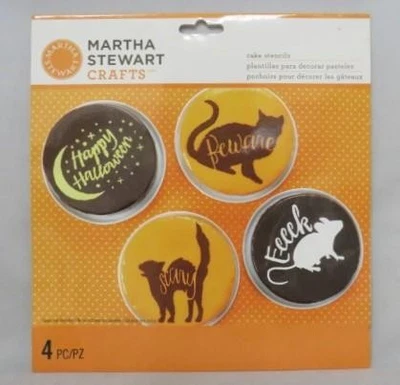 MARTHA
STEWART
MARTHA
STEWART
CRAFTS
cake stencils
plantillas para decorar pasteles
pochoirs pour décorer les gâteaux
Happy
Halloween
Beware
scary
Eeeek
4 PC/PZ